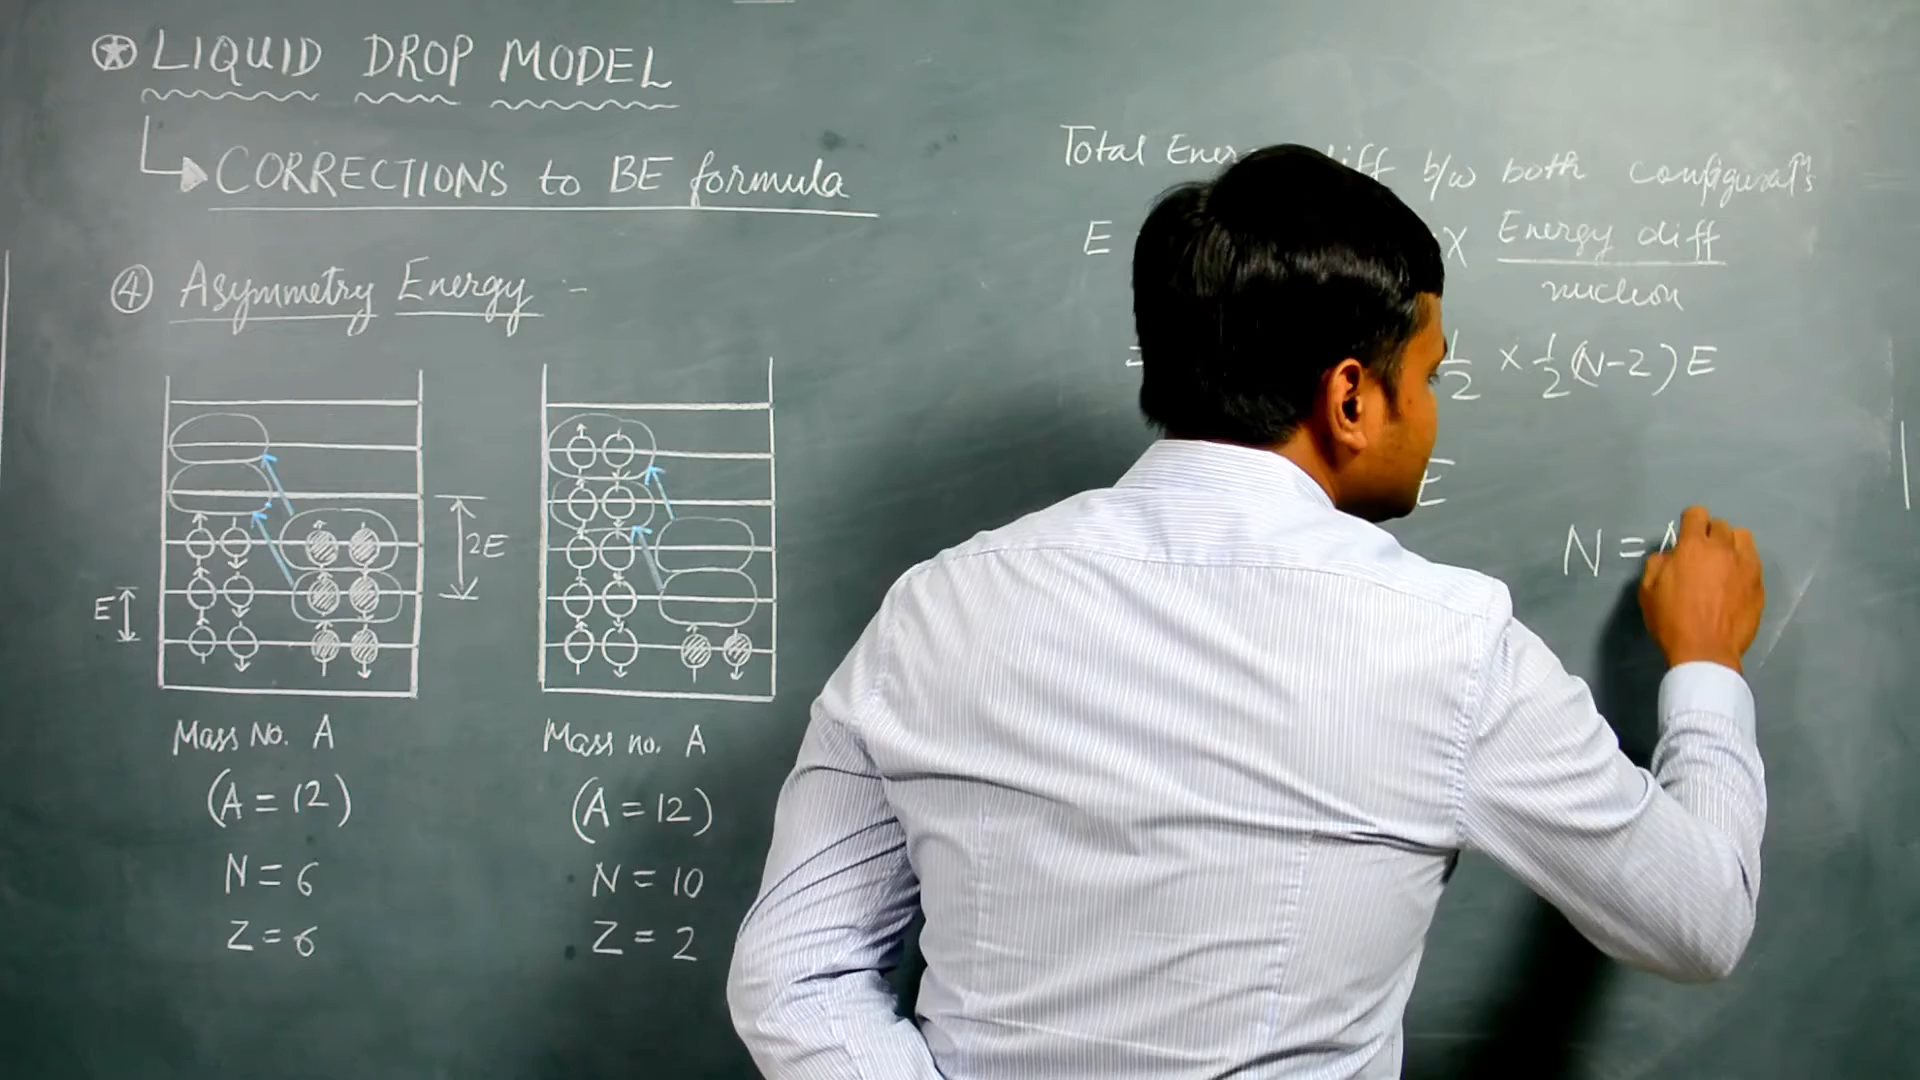 LIQUID DROP MODEL
CORRECTIONS to BE formula
④ Asymmetry Energy :-
E
2E
Mass No. A
(A = 12)
N = 6
Z = 6
Mass no. A
(A = 12)
N = 10
Z = 2
Total diff b/w both configurat^n s
E × Energy diff
nucleon
= 1/2 × 1/2 (N-Z) E
E
N =